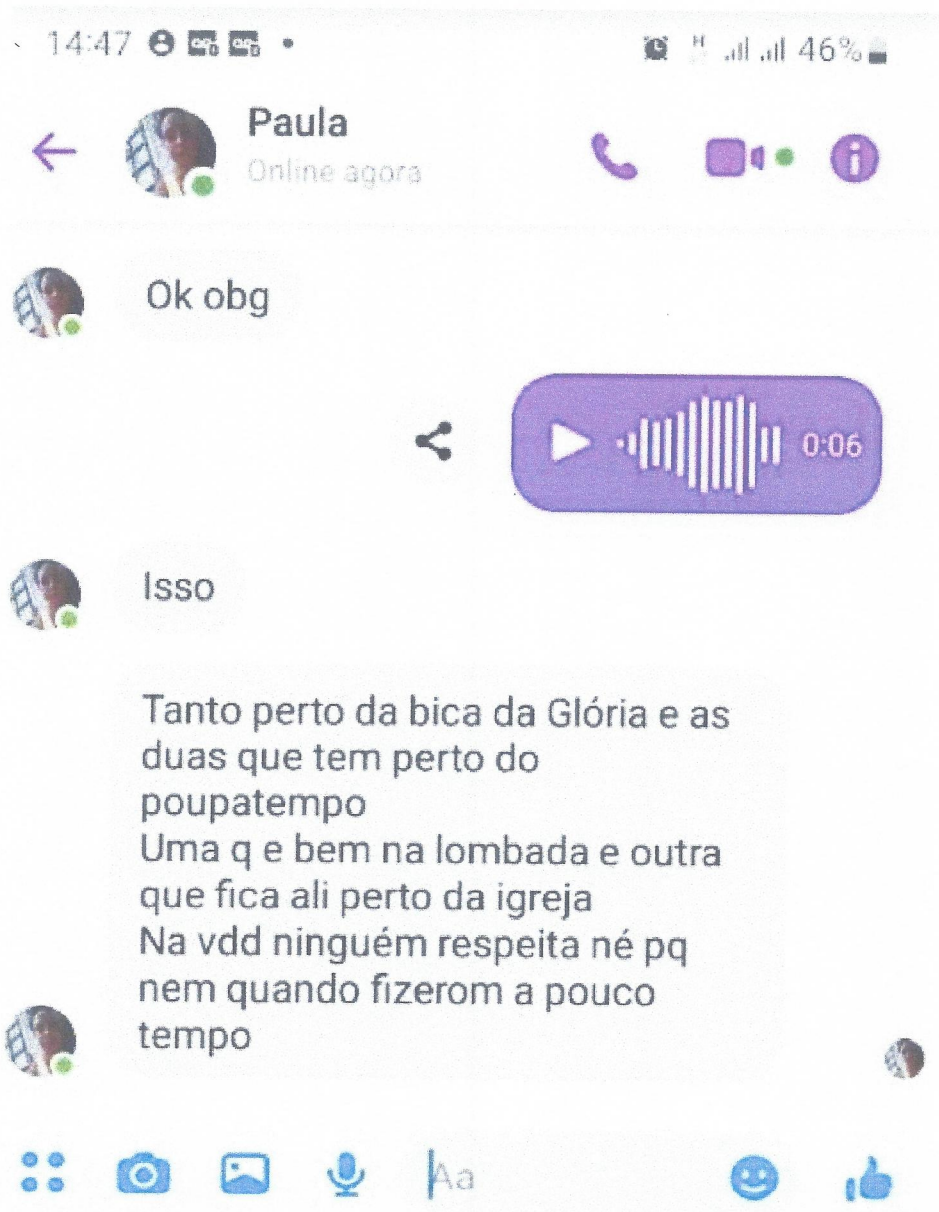 14:47
46%
Paula
Online agora
Ok obg
0:06
Isso
Tanto perto da bica da Glória e as
duas que tem perto do
poupatempo
Uma q e bem na lombada e outra
que fica ali perto da igreja
Na vdd ninguém respeita né pq
nem quando fizerom a pouco
tempo
Aa